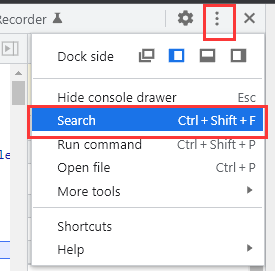 Recorder
Dock side
Hide console drawer Esc
Search Ctrl + Shift + F
Run command Ctrl + Shift + P
Open file Ctrl + P
More tools
Shortcuts
Help